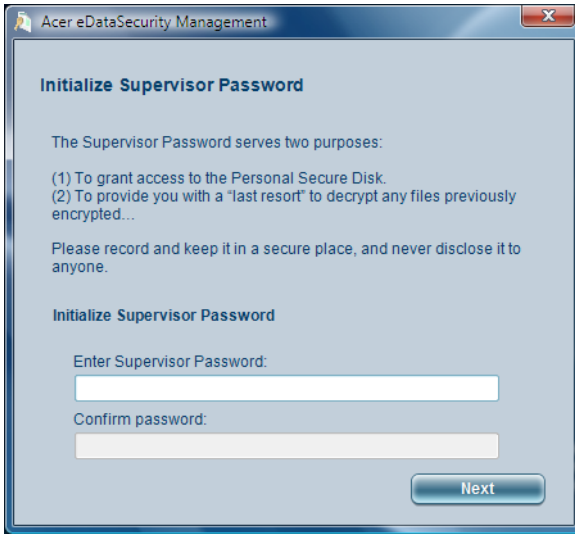 Acer eDataSecurity Management
Initialize Supervisor Password
The Supervisor Password serves two purposes:
(1) To grant access to the Personal Secure Disk.
(2) To provide you with a “last resort” to decrypt any files previously
encrypted...
Please record and keep it in a secure place, and never disclose it to
anyone.
Initialize Supervisor Password
Enter Supervisor Password:
Confirm password:
Next